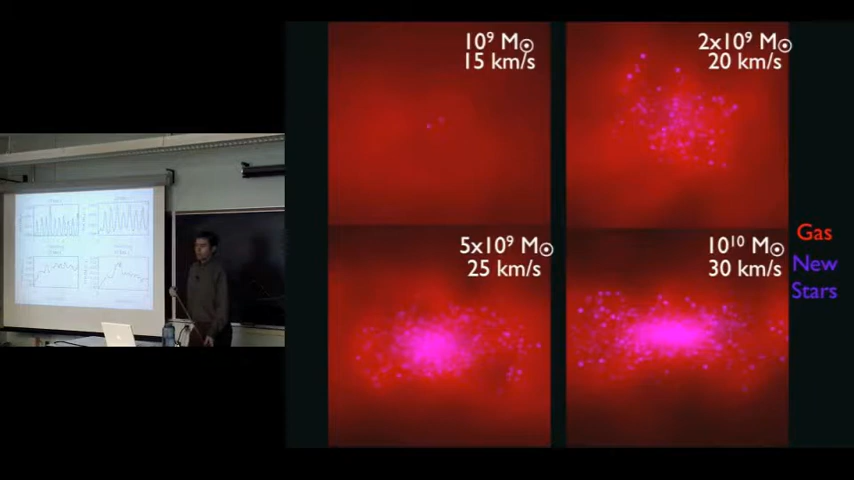 10⁹ M☉
15 km/s
2x10⁹ M☉
20 km/s
5x10⁹ M☉
25 km/s
10¹⁰ M☉
30 km/s
Gas
New
Stars